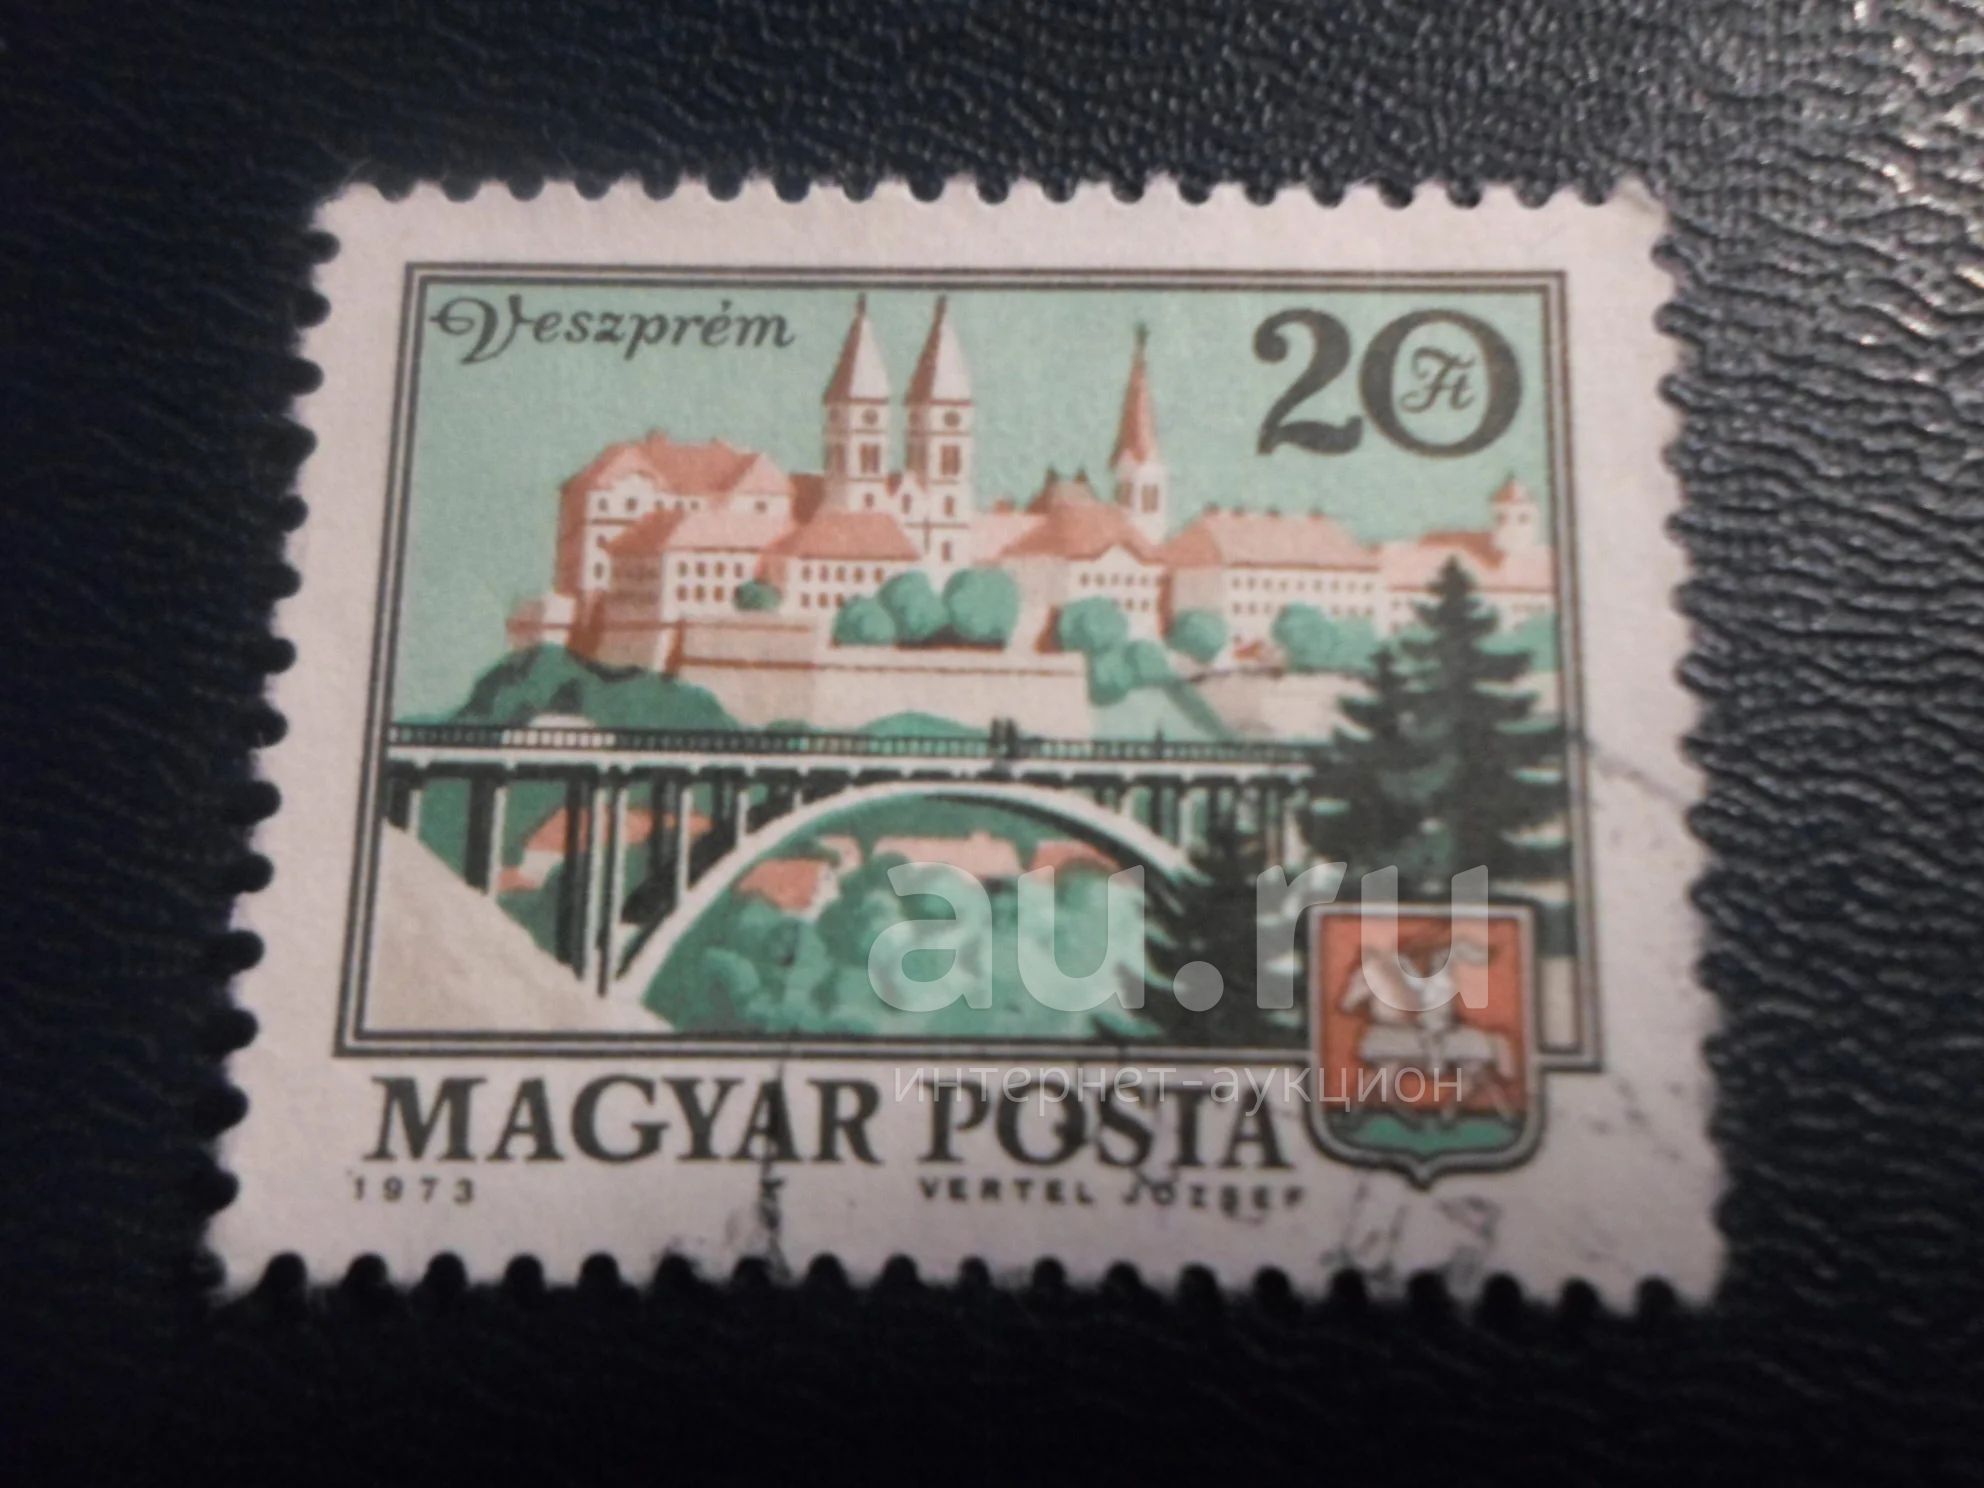 Veszprém
20 Ft
au.ru
интернет-аукцион
MAGYAR POSTA
1973 VERTEL JÓZSEF